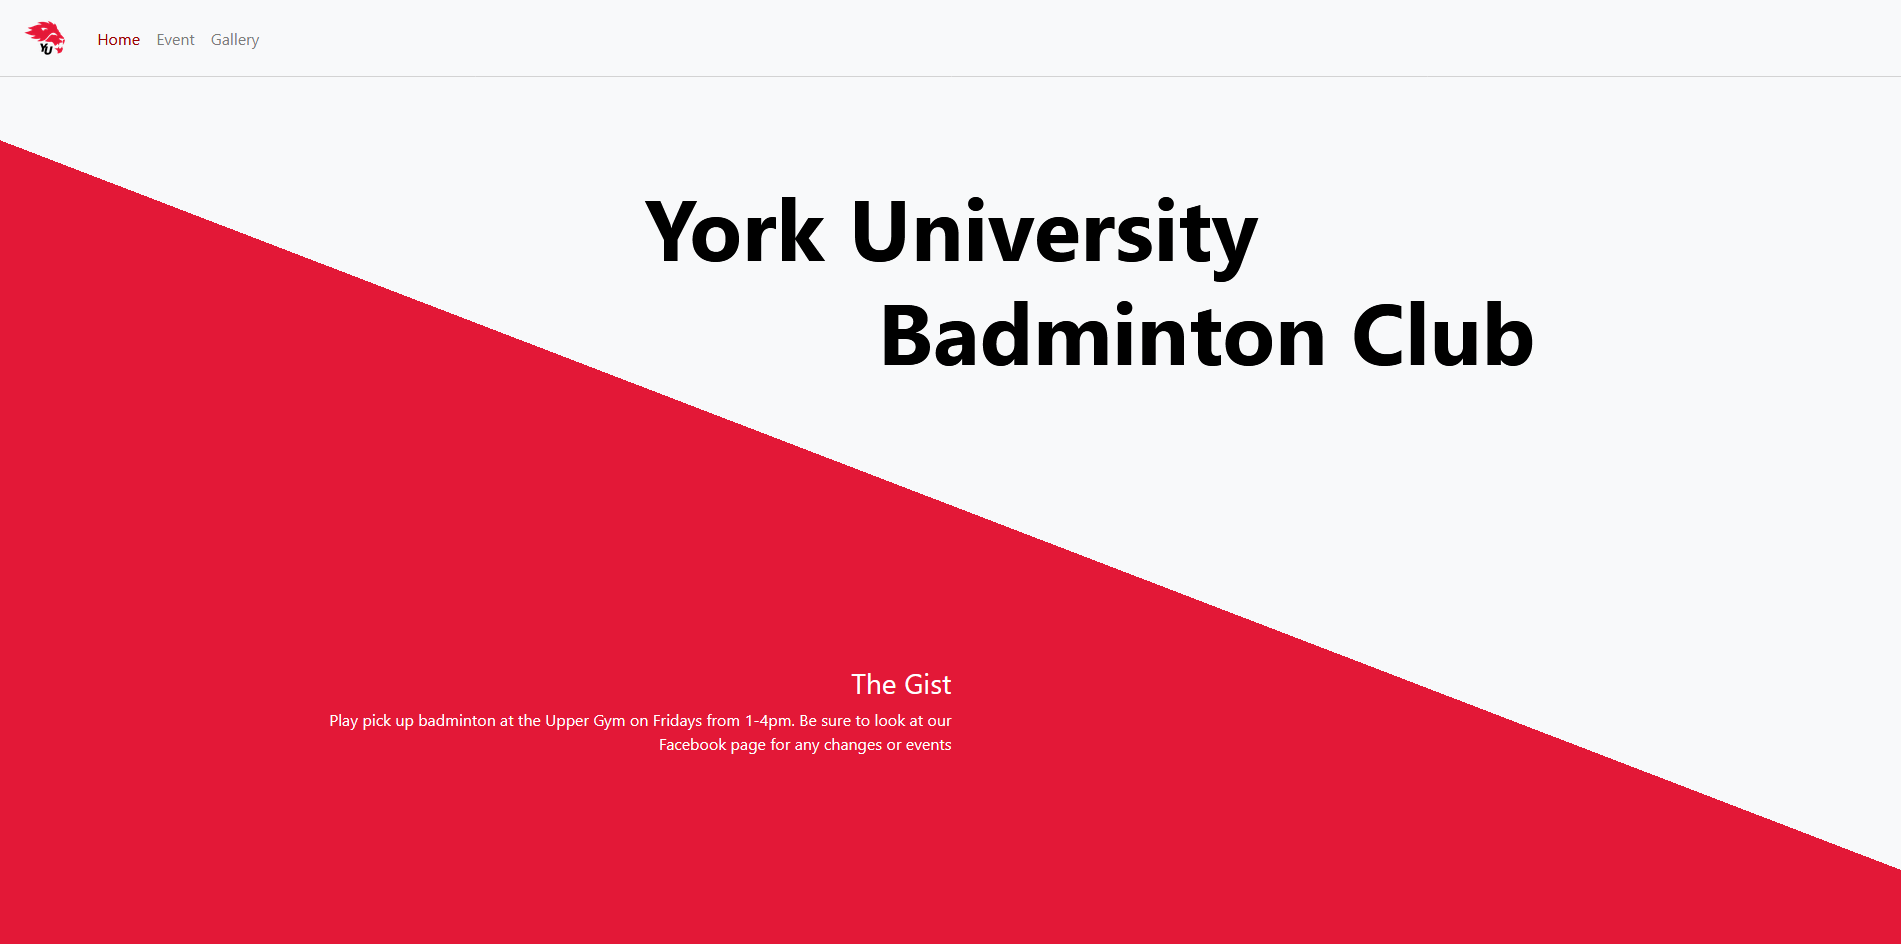 YU
Home Event Gallery
York University
Badminton Club
The Gist
Play pick up badminton at the Upper Gym on Fridays from 1-4pm. Be sure to look at our
Facebook page for any changes or events